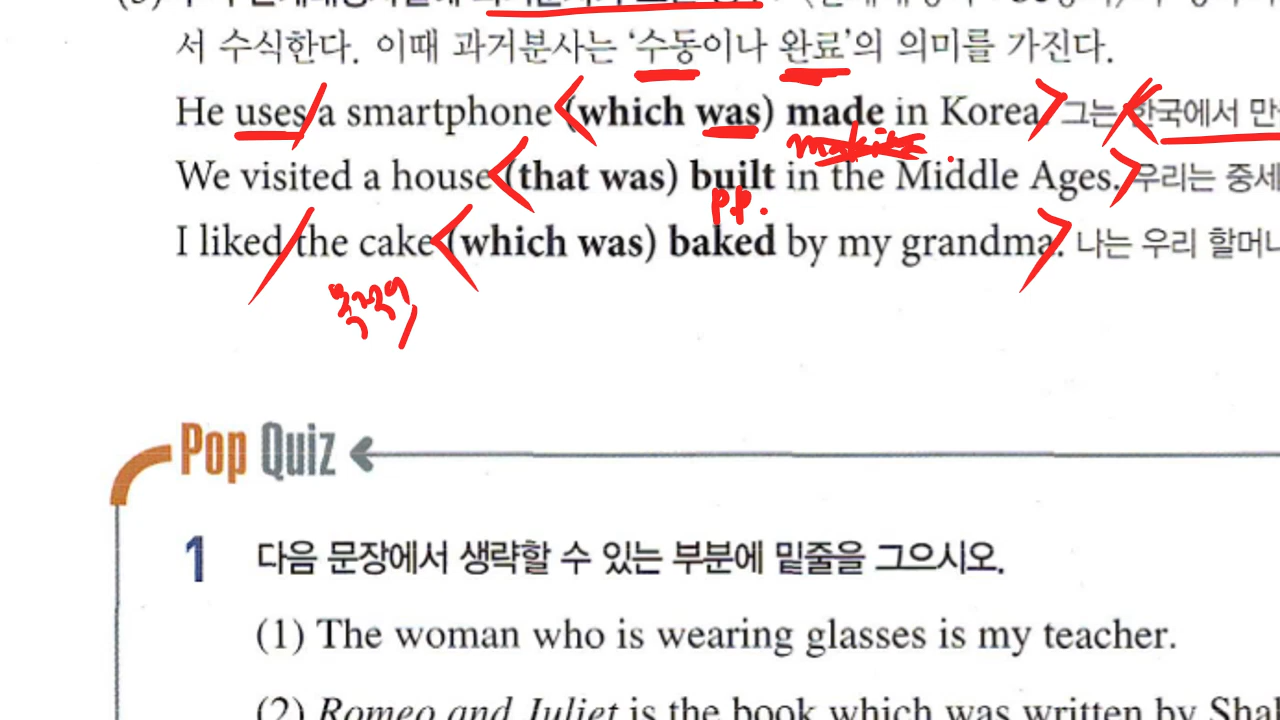 서 수식한다. 이때 과거분사는 '수동이나 완료'의 의미를 가진다.
He uses a smartphone (which was) made in Korea. 그는 한국에서 만
We visited a house (that was) built in the Middle Ages. 우리는 중세
p.p.
I liked the cake (which was) baked by my grandma. 나는 우리 할머니
목적어
Pop Quiz
1 다음 문장에서 생략할 수 있는 부분에 밑줄을 그으시오.
(1) The woman who is wearing glasses is my teacher.
(2) Romeo and Juliet is the book which was written by